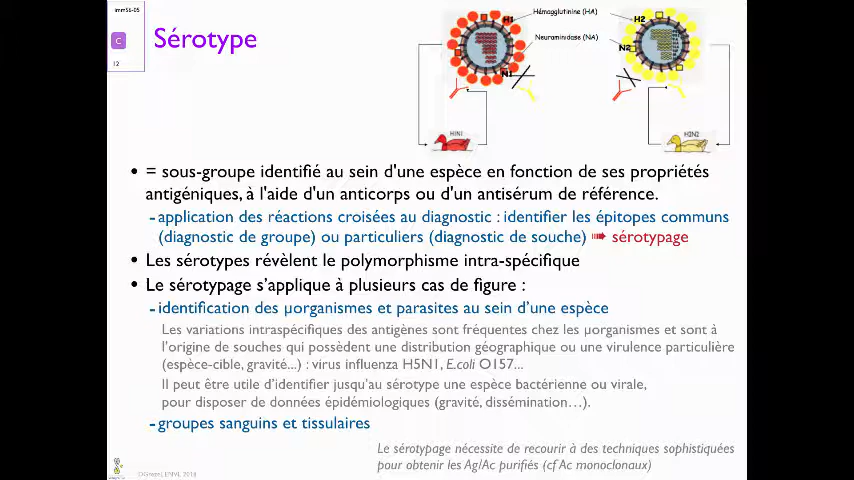 imm56-05
C
12
Sérotype
H1
Hémagglutinine (HA)
Neuraminidase (NA)
N1
H2
N2
H1N1
H2N2
• = sous-groupe identifié au sein d'une espèce en fonction de ses propriétés
antigéniques, à l'aide d'un anticorps ou d'un antisérum de référence.
-application des réactions croisées au diagnostic : identifier les épitopes communs
(diagnostic de groupe) ou particuliers (diagnostic de souche) ➠ sérotypage
• Les sérotypes révèlent le polymorphisme intra-spécifique
• Le sérotypage s’applique à plusieurs cas de figure :
-identification des µorganismes et parasites au sein d’une espèce
Les variations intraspécifiques des antigènes sont fréquentes chez les µorganismes et sont à
l’origine de souches qui possèdent une distribution géographique ou une virulence particulière
(espèce-cible, gravité...) : virus influenza H5N1, E.coli O157...
Il peut être utile d’identifier jusqu’au sérotype une espèce bactérienne ou virale,
pour disposer de données épidémiologiques (gravité, dissémination…).
-groupes sanguins et tissulaires
Le sérotypage nécessite de recourir à des techniques sophistiquées
pour obtenir les Ag/Ac purifiés (cf Ac monoclonaux)